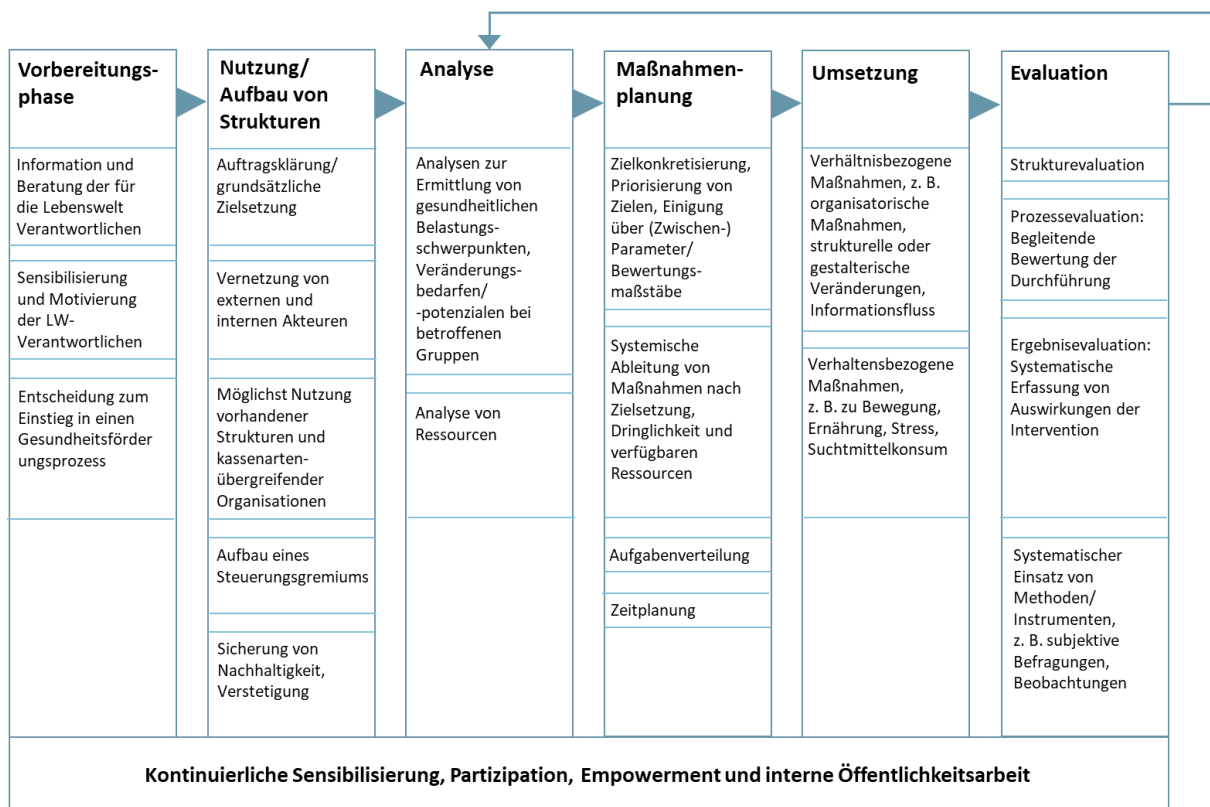 Vorbereitungs-
phase
Information und
Beratung der für
die Lebenswelt
Verantwortlichen
Sensibilisierung
und Motivierung
der LW-
Verantwortlichen
Entscheidung zum
Einstieg in einen
Gesundheitsförder
ungsprozess
Nutzung/
Aufbau von
Strukturen
Auftragsklärung/
grundsätzliche
Zielsetzung
Vernetzung von
externen und
internen Akteuren
Möglichst Nutzung
vorhandener
Strukturen und
kassenarten-
übergreifender
Organisationen
Aufbau eines
Steuerungsgremiums
Sicherung von
Nachhaltigkeit,
Verstetigung
Analyse
Analysen zur
Ermittlung von
gesundheitlichen
Belastungs-
schwerpunkten,
Veränderungs-
bedarfen/
-potenzialen bei
betroffenen
Gruppen
Analyse von
Ressourcen
Maßnahmen-
planung
Zielkonkretisierung,
Priorisierung von
Zielen, Einigung
über (Zwischen-)
Parameter/
Bewertungs-
maßstäbe
Systemische
Ableitung von
Maßnahmen nach
Zielsetzung,
Dringlichkeit und
verfügbaren
Ressourcen
Aufgabenverteilung
Zeitplanung
Umsetzung
Verhältnisbezogene
Maßnahmen, z. B.
organisatorische
Maßnahmen,
strukturelle oder
gestalterische
Veränderungen,
Informationsfluss
Verhaltensbezogene
Maßnahmen,
z. B. zu Bewegung,
Ernährung, Stress,
Suchtmittelkonsum
Evaluation
Strukturevaluation
Prozessevaluation:
Begleitende
Bewertung der
Durchführung
Ergebnisevaluation:
Systematische
Erfassung von
Auswirkungen der
Intervention
Systematischer
Einsatz von
Methoden/
Instrumenten,
z. B. subjektive
Befragungen,
Beobachtungen
Kontinuierliche Sensibilisierung, Partizipation, Empowerment und interne Öffentlichkeitsarbeit